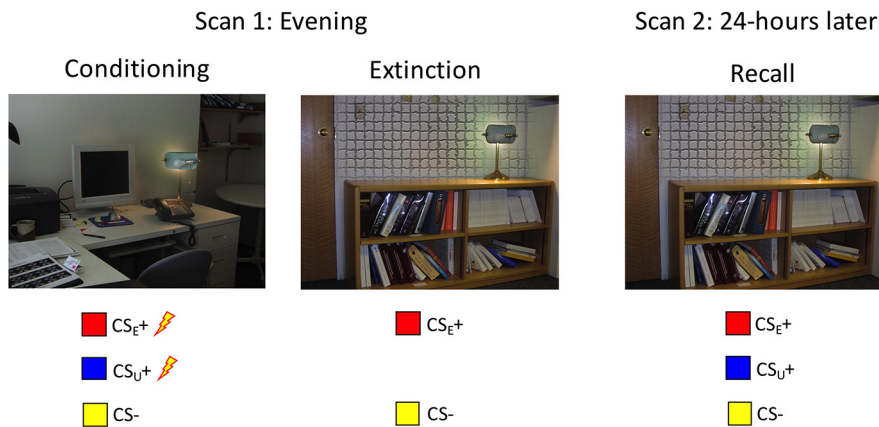 Scan 1: Evening
Scan 2: 24-hours later
Conditioning
Extinction
Recall
CSE+
CSE+
CSE+
CSU+
CSU+
CS-
CS-
CS-